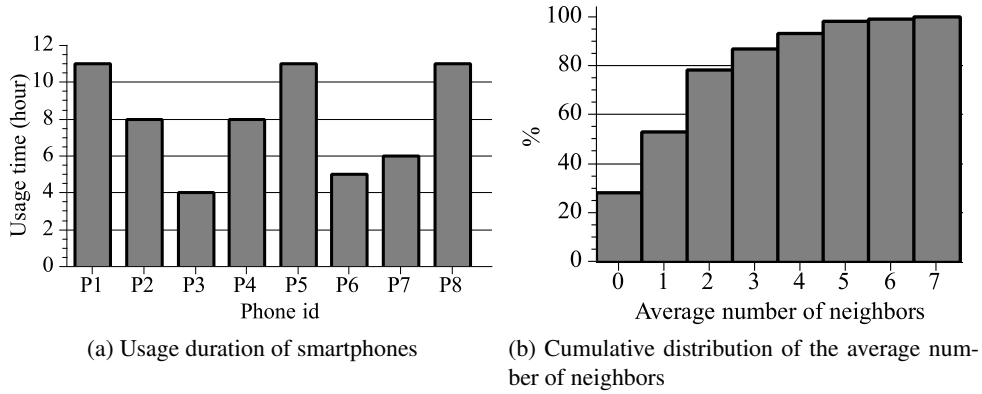 12
10
8
6
4
2
0
Usage time (hour)
P1 P2 P3 P4 P5 P6 P7 P8
Phone id
(a) Usage duration of smartphones
100
80
60
40
20
0
%
0 1 2 3 4 5 6 7
Average number of neighbors
(b) Cumulative distribution of the average num-
ber of neighbors